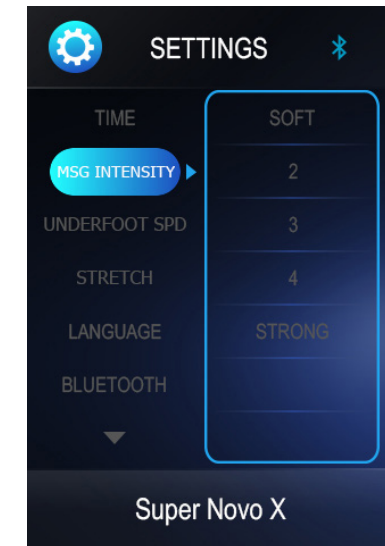 SETTINGS
TIME
MSG INTENSITY
UNDERFOOT SPD
STRETCH
LANGUAGE
BLUETOOTH
SOFT
2
3
4
STRONG
Super Novo X